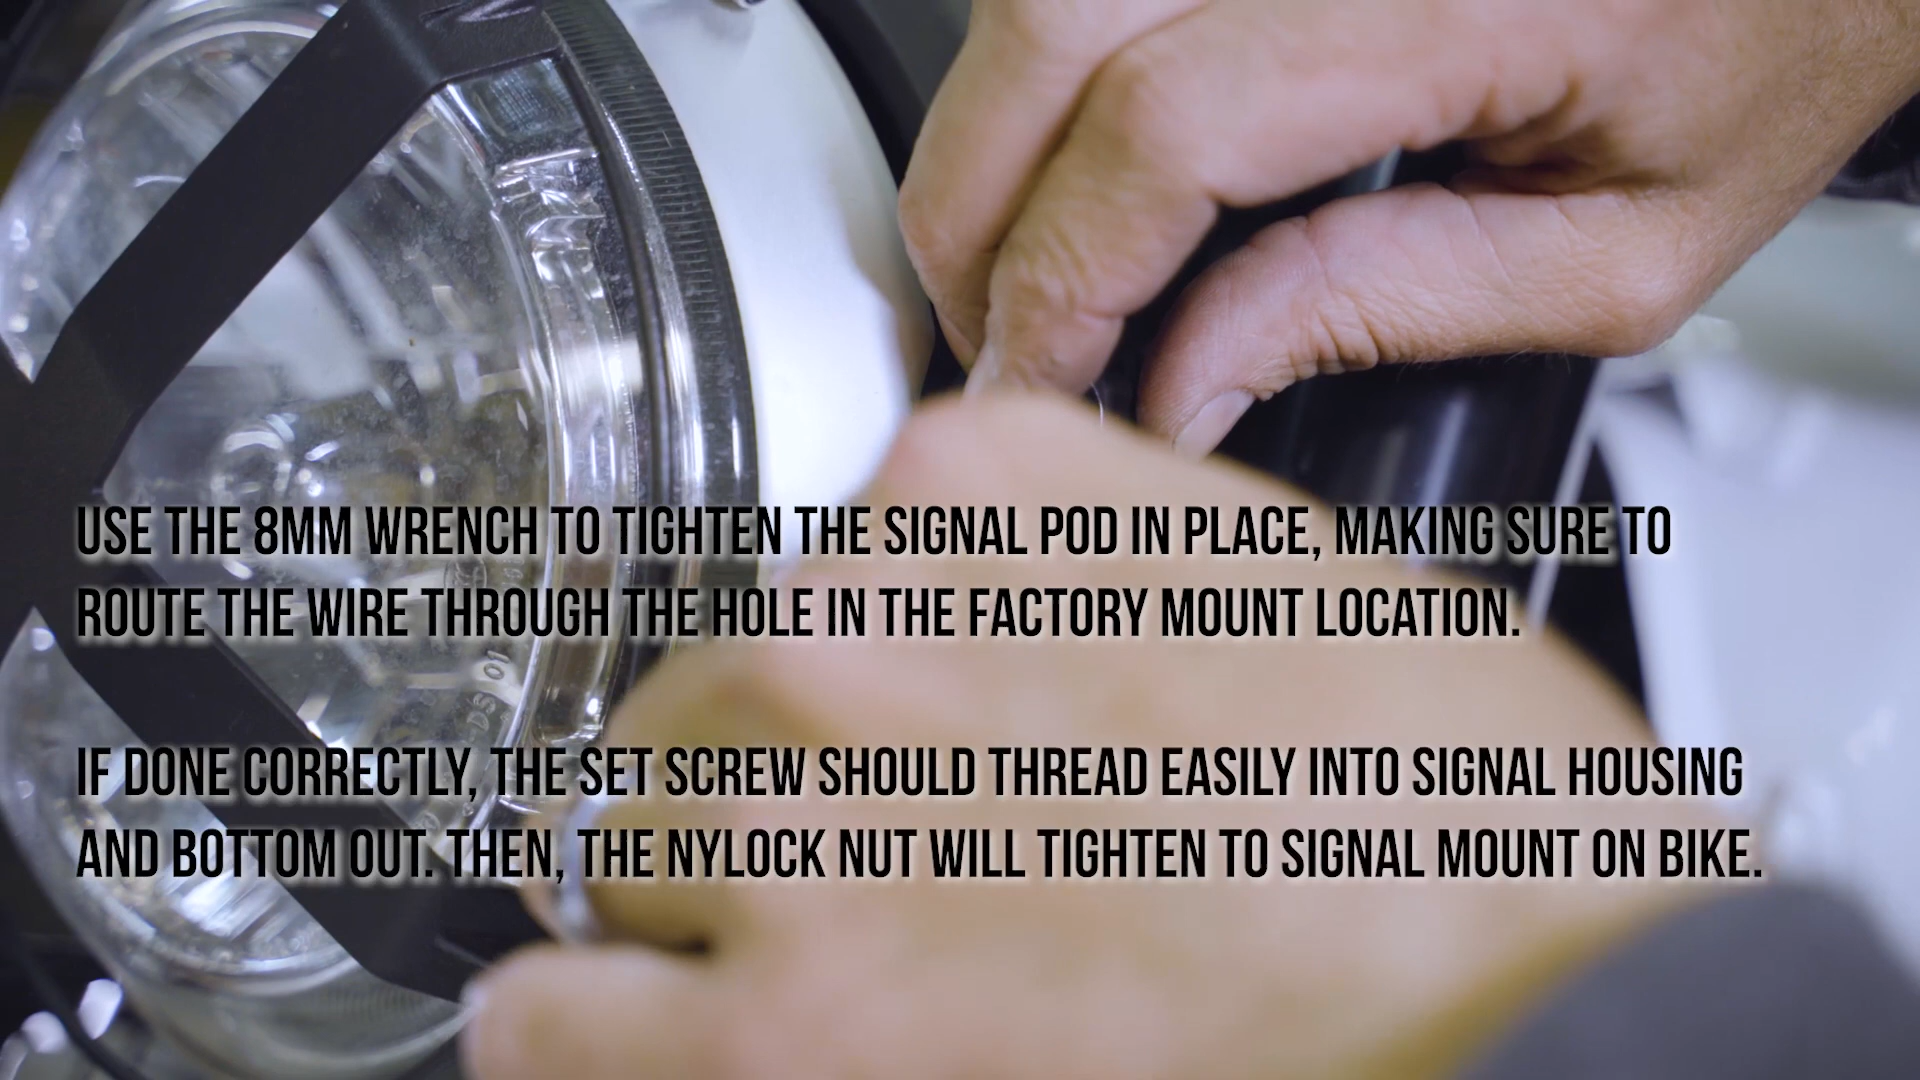 USE THE 8MM WRENCH TO TIGHTEN THE SIGNAL POD IN PLACE, MAKING SURE TO
ROUTE THE WIRE THROUGH THE HOLE IN THE FACTORY MOUNT LOCATION.
IF DONE CORRECTLY, THE SET SCREW SHOULD THREAD EASILY INTO SIGNAL HOUSING
AND BOTTOM OUT. THEN, THE NYLOCK NUT WILL TIGHTEN TO SIGNAL MOUNT ON BIKE.